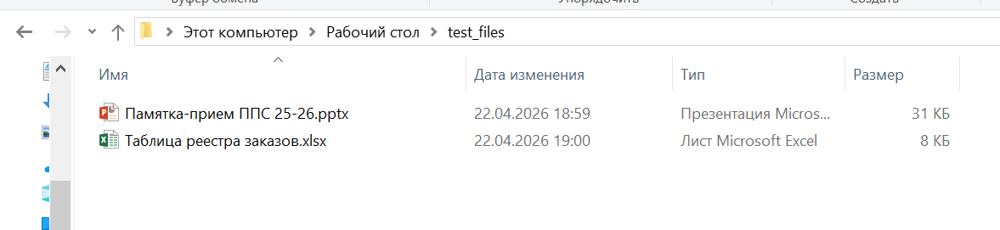 Буфер обмена Упорядочить Создать
Этот компьютер > Рабочий стол > test_files
Имя Дата изменения Тип Размер
Памятка-прием ППС 25-26.pptx 22.04.2026 18:59 Презентация Micros... 31 КБ
Таблица реестра заказов.xlsx 22.04.2026 19:00 Лист Microsoft Excel 8 КБ